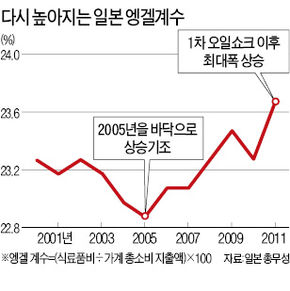 다시 높아지는 일본 엥겔계수
(%)
24.0
1차 오일쇼크 이후
최대폭 상승
23.6
2005년을 바닥으로
상승기조
23.2
22.8
2001년 2003 2005 2007 2009 2011
※엥겔 계수=(식료품비÷가계 총소비 지출액)×100 자료:일본 총무성